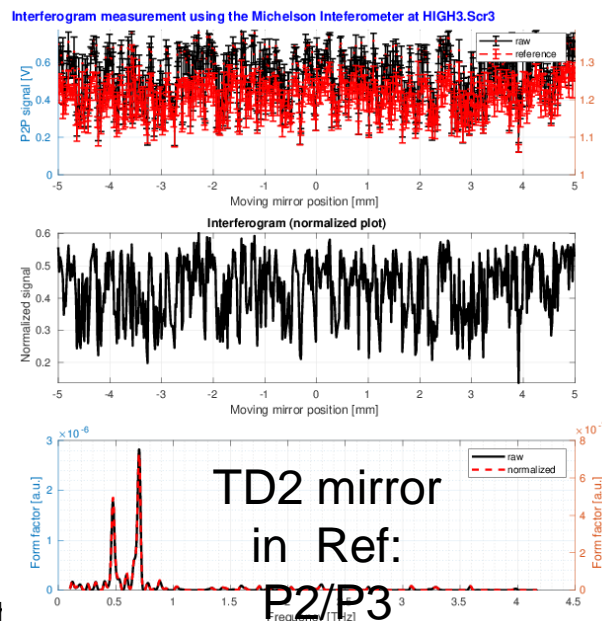 Interferogram measurement using the Michelson Inteferometer at HIGH3.Scr3
raw
reference
P2P signal [V]
0.6
0.4
0.2
0
1.3
1.2
1.1
1
-5 -4 -3 -2 -1 0 1 2 3 4 5
Moving mirror position [mm]
Interferogram (normalized plot)
Normalized signal
0.6
0.5
0.4
0.3
0.2
-5 -4 -3 -2 -1 0 1 2 3 4 5
Moving mirror position [mm]
×10⁻⁶
×10⁻
raw
normalized
Form factor [a.u.]
3
2
1
0
8
6
4
2
0
Form factor [a.u.]
TD2 mirror
in Ref:
P2/P3
0 0.5 1 1.5 2.5 3 3.5 4 4.5
Frequency [THz]